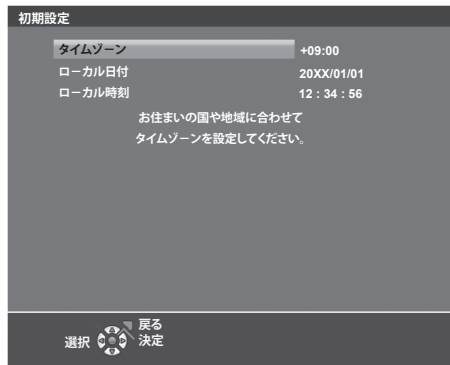 初期設定
タイムゾーン +09:00
ローカル日付 20XX/01/01
ローカル時刻 12 : 34 : 56
お住まいの国や地域に合わせて
タイムゾーンを設定してください。
戻る
選択 決定